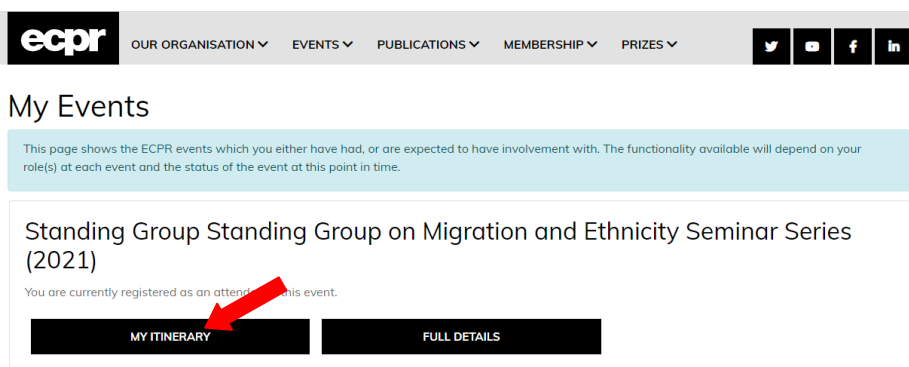 ecpr OUR ORGANISATION EVENTS PUBLICATIONS MEMBERSHIP PRIZES
My Events
This page shows the ECPR events which you either have had, or are expected to have involvement with. The functionality available will depend on your
role(s) at each event and the status of the event at this point in time.
Standing Group Standing Group on Migration and Ethnicity Seminar Series
(2021)
You are currently registered as an this event.
MY ITINERARY FULL DETAILS